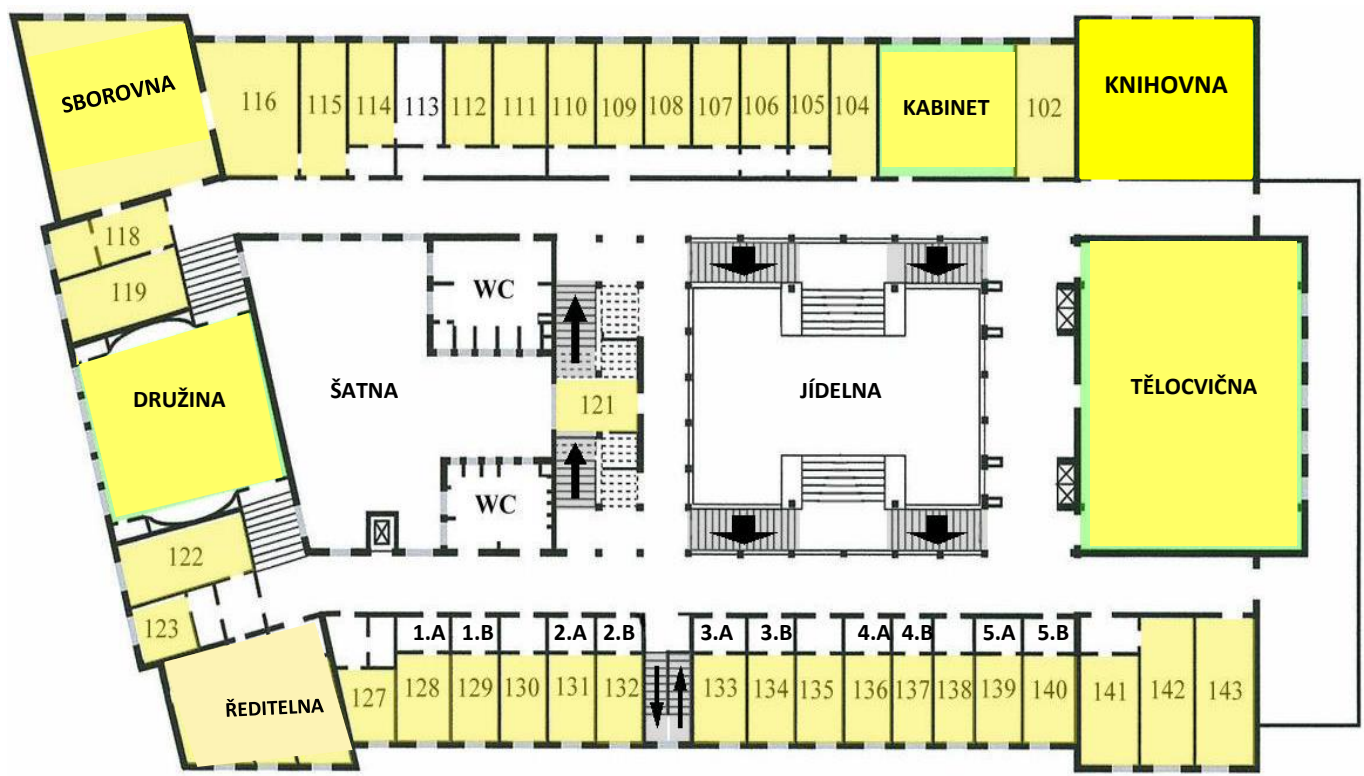 SBOROVNA
116
115
114
113
112
111
110
109
108
107
106
105
104
KABINET
102
KNIHOVNA
118
119
WC
DRUŽINA
ŠATNA
121
JÍDELNA
TĚLOCVIČNA
WC
122
123
1.A
1.B
2.A
2.B
3.A
3.B
4.A
4.B
5.A
5.B
ŘEDITELNA
127
128
129
130
131
132
133
134
135
136
137
138
139
140
141
142
143